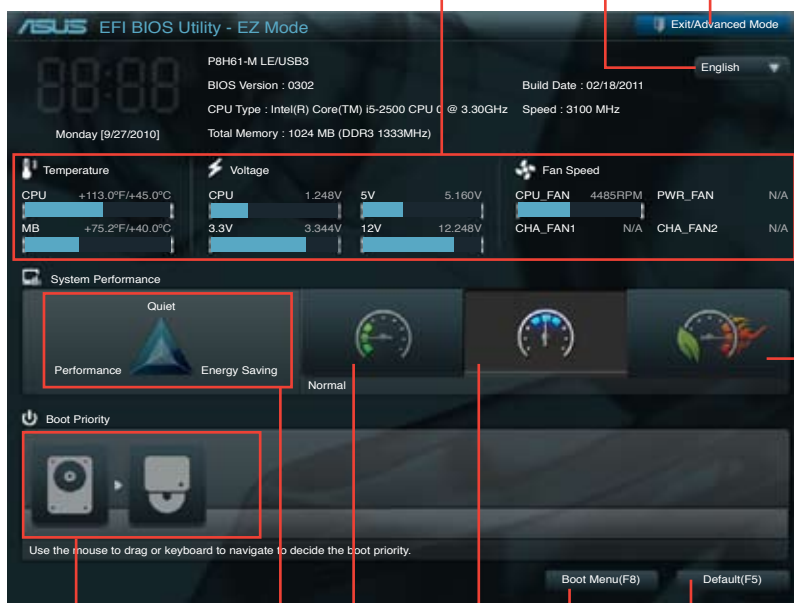 ASUS EFI BIOS Utility - EZ Mode
Exit/Advanced Mode
P8H61-M LE/USB3
English
BIOS Version : 0302
Build Date : 02/18/2011
CPU Type : Intel(R) Core(TM) i5-2500 CPU 0 @ 3.30GHz
Speed : 3100 MHz
Monday [9/27/2010]
Total Memory : 1024 MB (DDR3 1333MHz)
Temperature
Voltage
Fan Speed
CPU +113.0ºF/+45.0ºC
CPU 1.248V
5V 5.160V
CPU_FAN 4485RPM
PWR_FAN N/A
MB +75.2ºF/+40.0ºC
3.3V 3.344V
12V 12.248V
CHA_FAN1 N/A
CHA_FAN2 N/A
System Performance
Quiet
Performance
Energy Saving
Normal
Boot Priority
Use the mouse to drag or keyboard to navigate to decide the boot priority.
Boot Menu(F8)
Default(F5)